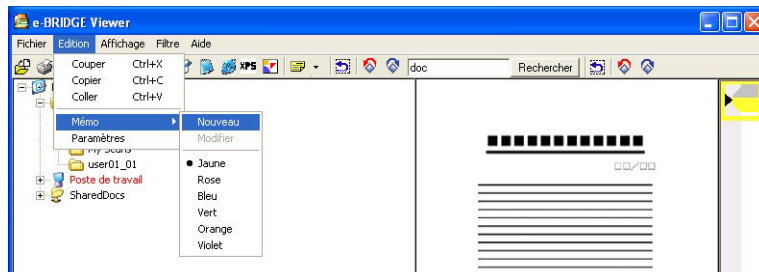 e-BRIDGE Viewer
Fichier Edition Affichage Filtre Aide
XPS doc Rechercher
Couper Ctrl+X
Copier Ctrl+C
Coller Ctrl+V
Mémo Nouveau
Paramètres Modifier
My Scans
user01_01 Jaune
Poste de travail Rose
SharedDocs Bleu
Vert
Orange
Violet